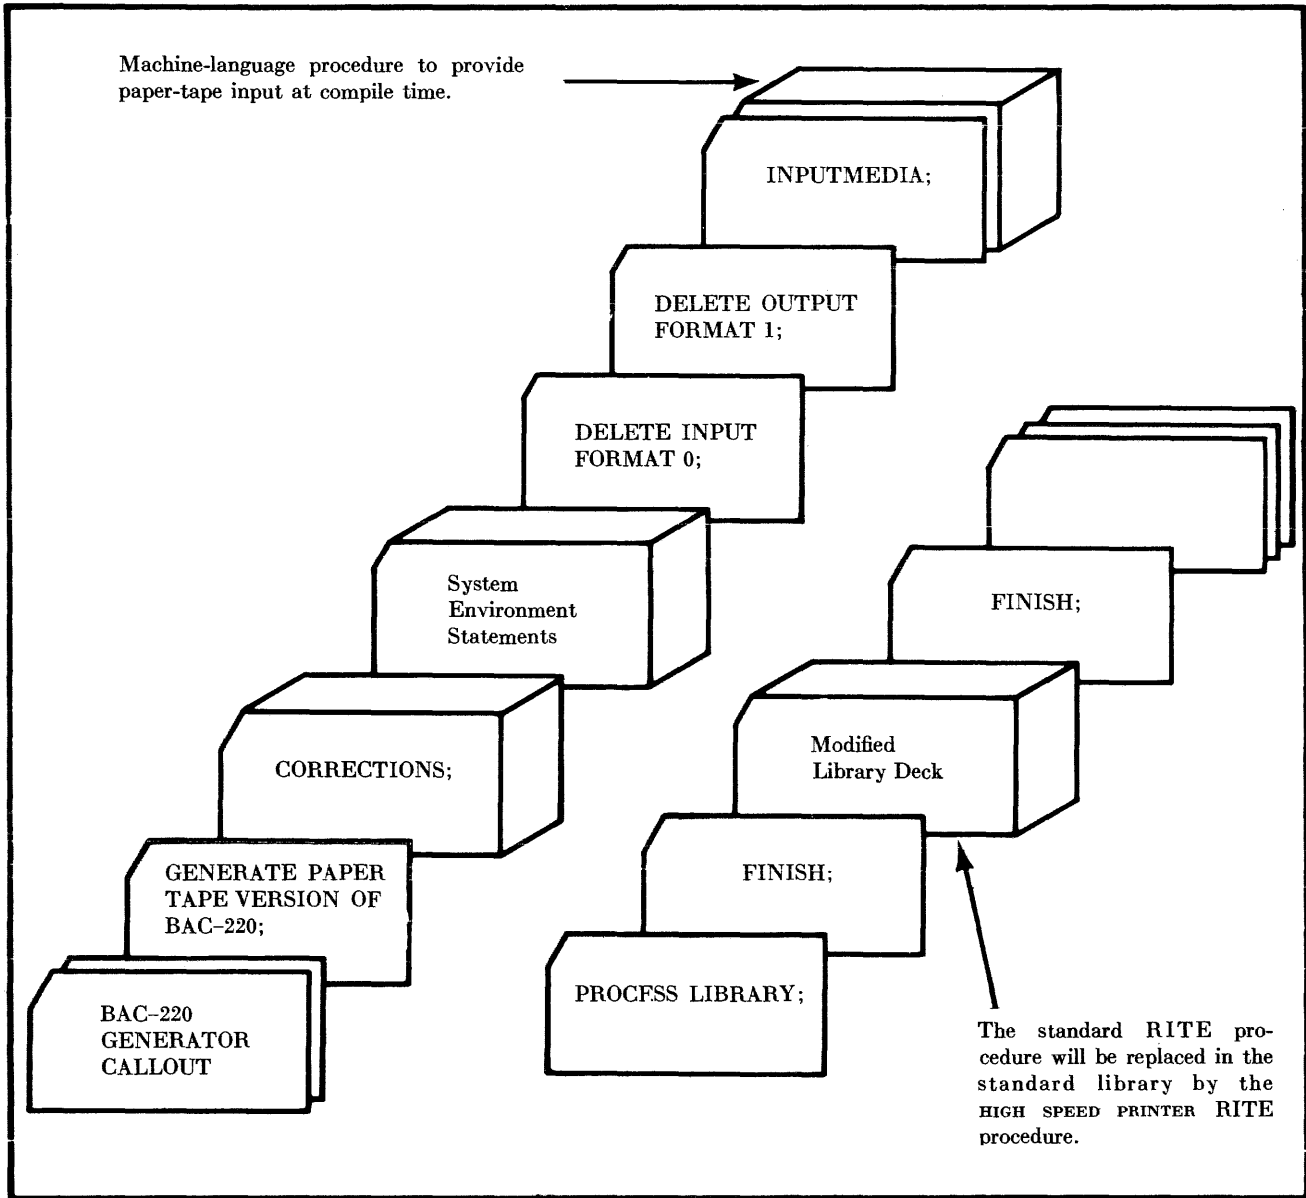 Machine-language procedure to provide
paper-tape input at compile time.
INPUTMEDIA;
DELETE OUTPUT
FORMAT 1;
DELETE INPUT
FORMAT 0;
System
Environment
Statements
CORRECTIONS;
GENERATE PAPER
TAPE VERSION OF
BAC–220;
BAC–220
GENERATOR
CALLOUT
FINISH;
Modified
Library Deck
FINISH;
PROCESS LIBRARY;
The standard RITE pro-
cedure will be replaced in the
standard library by the
HIGH SPEED PRINTER RITE
procedure.